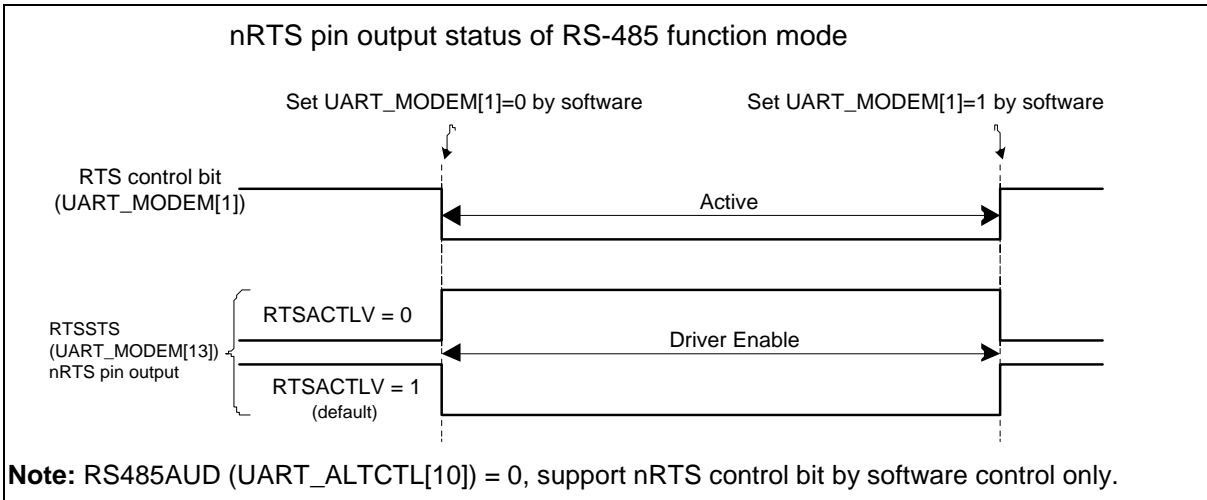 nRTS pin output status of RS-485 function mode
Set UART_MODEM[1]=0 by software
Set UART_MODEM[1]=1 by software
RTS control bit
(UART_MODEM[1])
Active
RTSSTS
(UART_MODEM[13])
nRTS pin output
RTSACTLV = 0
Driver Enable
RTSACTLV = 1
(default)
Note: RS485AUD (UART_ALTCTL[10]) = 0, support nRTS control bit by software control only.